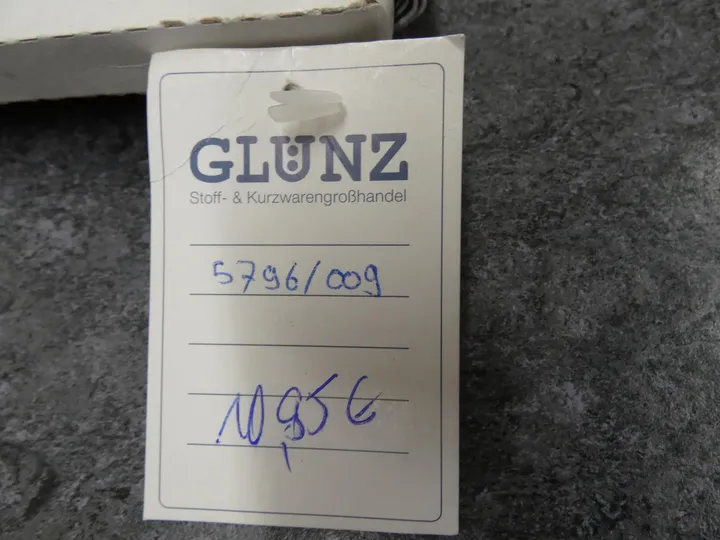 GLÜNZ
Stoff- & Kurzwarengroßhandel
5796/009
10,95 €